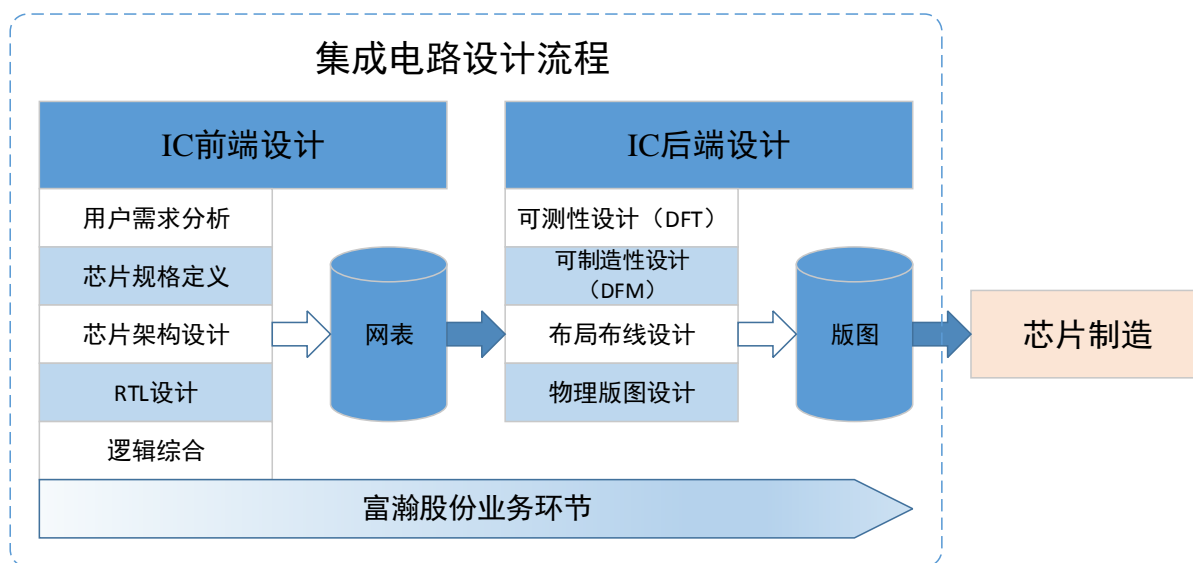 集成电路设计流程
IC前端设计
用户需求分析
芯片规格定义
芯片架构设计
RTL设计
逻辑综合
网表
IC后端设计
可测性设计（DFT）
可制造性设计
（DFM）
布局布线设计
物理版图设计
版图
芯片制造
富瀚股份业务环节